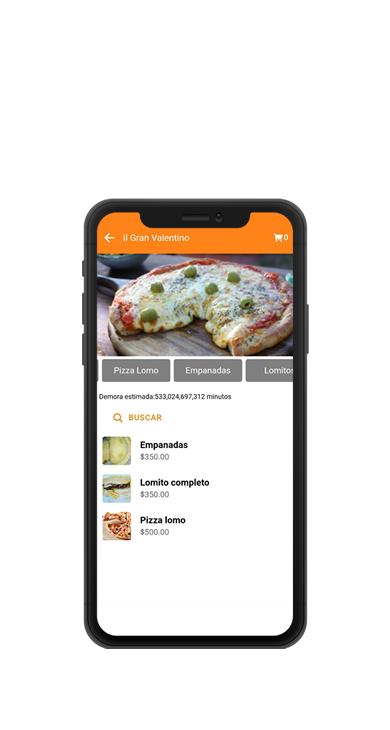 Il Gran Valentino
0
Pizza Lomo
Empanadas
Lomitos
Demora estimada:533,024,697,312 minutos
BUSCAR
Empanadas
$350.00
Lomito completo
$350.00
Pizza lomo
$500.00